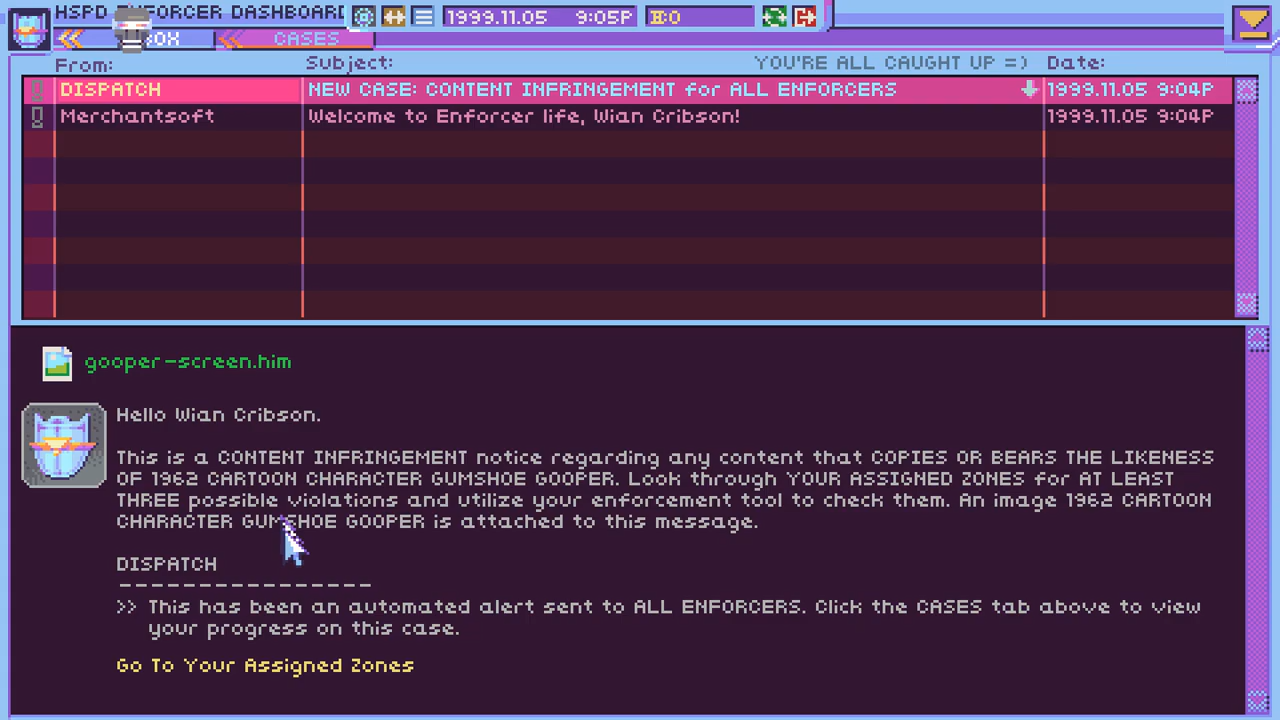 HSPD ENFORCER DASHBOARD
1999.11.05 9:05P
:0
CASES
From:
Subject:
YOU'RE ALL CAUGHT UP =)
Date:
DISPATCH
NEW CASE: CONTENT INFRINGEMENT for ALL ENFORCERS
1999.11.05 9:04P
Merchantsoft
Welcome to Enforcer life, Wian Cribson!
1999.11.05 9:04P
gooper-screen.him
Hello Wian Cribson.
This is a CONTENT INFRINGEMENT notice regarding any content that COPIES OR BEARS THE LIKENESS
OF 1962 CARTOON CHARACTER GUMSHOE GOOPER. Look through YOUR ASSIGNED ZONES for AT LEAST
THREE possible violations and utilize your enforcement tool to check them. An image 1962 CARTOON
CHARACTER GUMSHOE GOOPER is attached to this message.
DISPATCH
----------------
>> This has been an automated alert sent to ALL ENFORCERS. Click the CASES tab above to view
your progress on this case.
Go To Your Assigned Zones